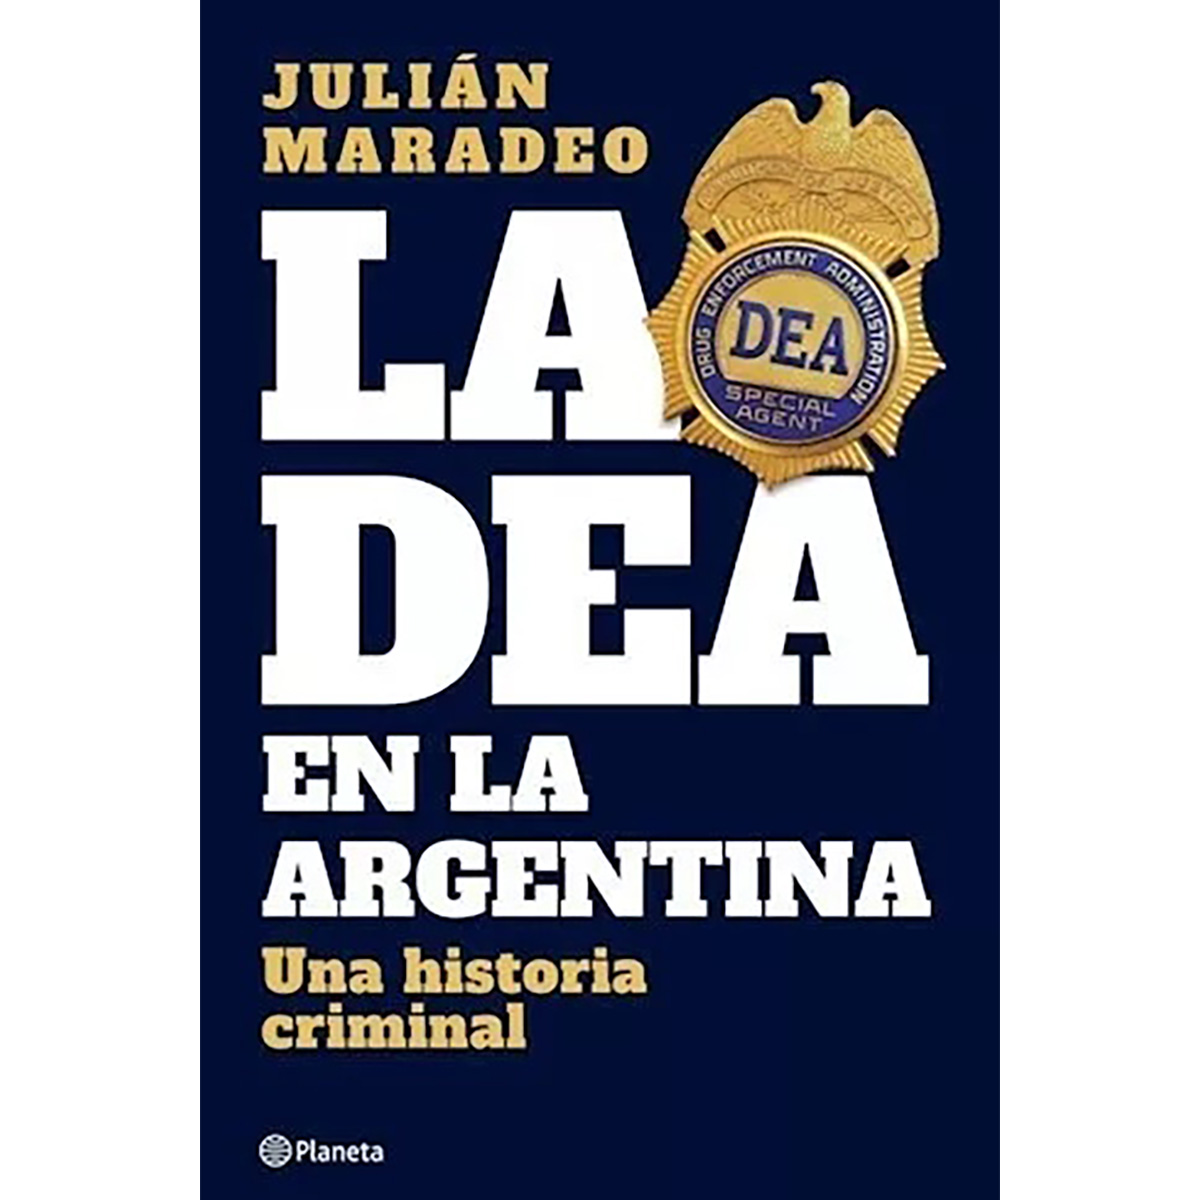 JULIÁN
MARADEO
LA
DEA
EN LA
ARGENTINA
Una historia
criminal
DRUG ENFORCEMENT ADMINISTRATION
DEA
SPECIAL
AGENT
Planeta